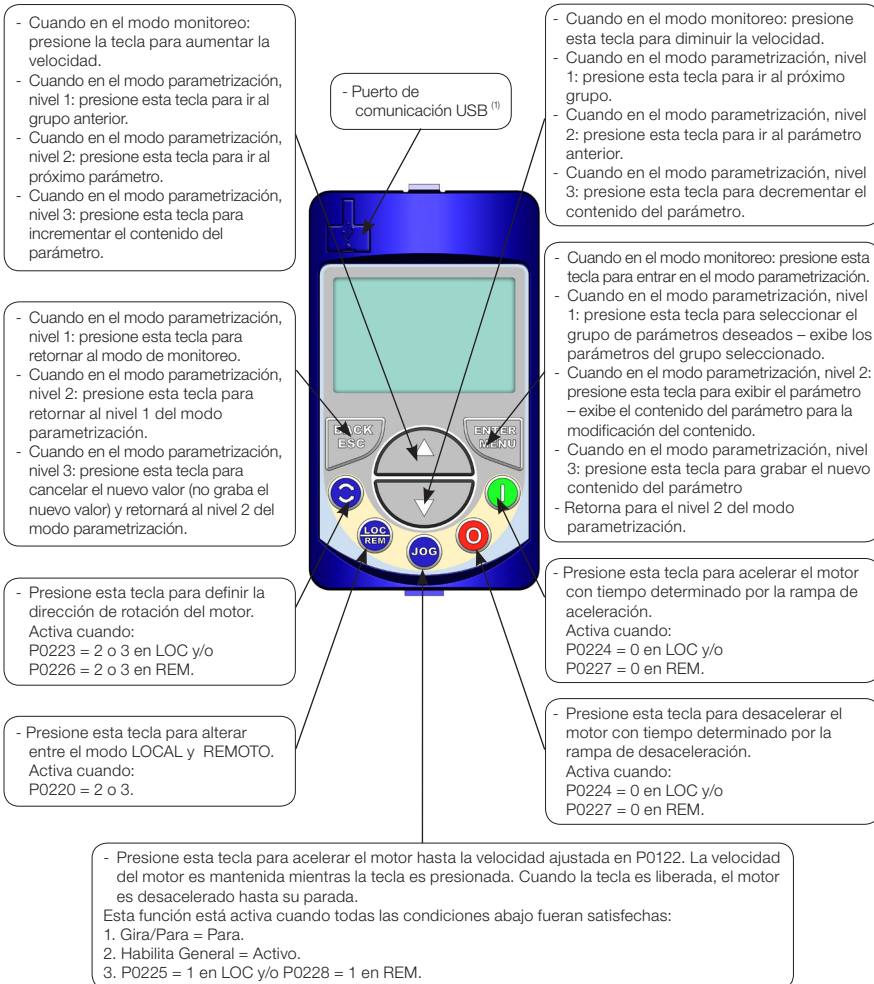 - Cuando en el modo monitoreo:
presione la tecla para aumentar la
velocidad.
- Cuando en el modo parametrización,
nivel 1: presione esta tecla para ir al
grupo anterior.
- Cuando en el modo parametrización,
nivel 2: presione esta tecla para ir al
próximo parámetro.
- Cuando en el modo parametrización,
nivel 3: presione esta tecla para
incrementar el contenido del
parámetro.
- Puerto de
comunicación USB (1)
- Cuando en el modo monitoreo: presione
esta tecla para diminuir la velocidad.
- Cuando en el modo parametrización, nivel
1: presione esta tecla para ir al próximo
grupo.
- Cuando en el modo parametrización, nivel
2: presione esta tecla para ir al parámetro
anterior.
- Cuando en el modo parametrización, nivel
3: presione esta tecla para decrementar el
contenido del parámetro.
- Cuando en el modo parametrización,
nivel 1: presione esta tecla para
retornar al modo de monitoreo.
- Cuando en el modo parametrización,
nivel 2: presione esta tecla para
retornar al nivel 1 del modo
parametrización.
- Cuando en el modo parametrización,
nivel 3: presione esta tecla para
cancelar el nuevo valor (no graba el
nuevo valor) y retornará al nivel 2 del
modo parametrización.
- Cuando en el modo monitoreo: presione esta
tecla para entrar en el modo parametrización.
- Cuando en el modo parametrización, nivel
1: presione esta tecla para seleccionar el
grupo de parámetros deseados – exibe los
parámetros del grupo seleccionado.
- Cuando en el modo parametrización, nivel 2:
presione esta tecla para exibir el parámetro
– exibe el contenido del parámetro para la
modificación del contenido.
- Cuando en el modo parametrización, nivel
3: presione esta tecla para grabar el nuevo
contenido del parámetro
- Retorna para el nivel 2 del modo
parametrización.
BACK
ESC
ENTER
MENU
LOC
REM
JOG
- Presione esta tecla para definir la
dirección de rotación del motor.
Activa cuando:
P0223 = 2 o 3 en LOC y/o
P0226 = 2 o 3 en REM.
- Presione esta tecla para acelerar el motor
con tiempo determinado por la rampa de
aceleración.
Activa cuando:
P0224 = 0 en LOC y/o
P0227 = 0 en REM.
- Presione esta tecla para alterar
entre el modo LOCAL y REMOTO.
Activa cuando:
P0220 = 2 o 3.
- Presione esta tecla para desacelerar el
motor con tiempo determinado por la
rampa de desaceleración.
Activa cuando:
P0224 = 0 en LOC y/o
P0227 = 0 en REM.
- Presione esta tecla para acelerar el motor hasta la velocidad ajustada en P0122. La velocidad
del motor es mantenida mientras la tecla es presionada. Cuando la tecla es liberada, el motor
es desacelerado hasta su parada.
Esta función está activa cuando todas las condiciones abajo fueran satisfechas:
1. Gira/Para = Para.
2. Habilita General = Activo.
3. P0225 = 1 en LOC y/o P0228 = 1 en REM.